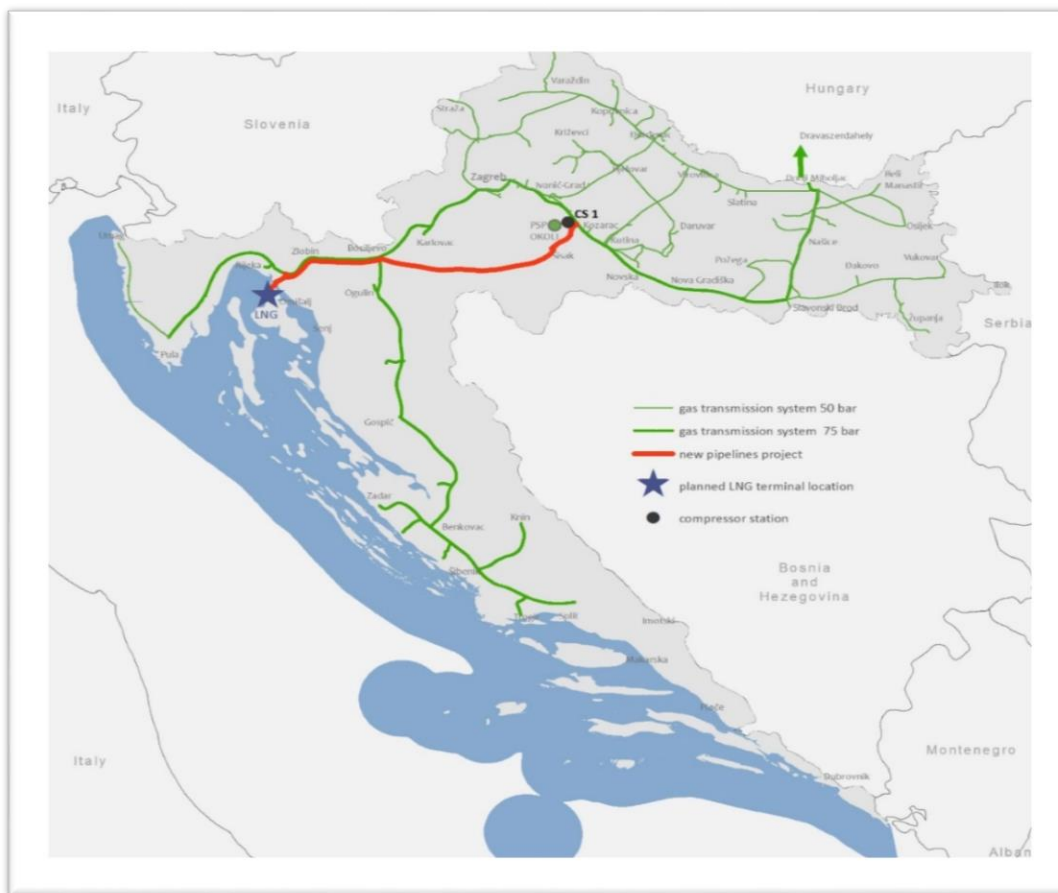 Italy
Slovenia
Hungary
Varaždin
Straža
Koprivnica
Križevci
Dravaszerdahely
Zagreb
Ivanić-Grad
Bjelovar
Virovitica
Donji Miholjac
Beli
Manastir
Slatina
CS 1
PSP
OKOLI
Kozarac
Kutina
Daruvar
Osijek
Našice
Umag
Zlobin
Bosiljevo
Karlovac
Sisak
Požega
Vukovar
Đakovo
Rijeka
Novska
Nova Gradiška
Omišalj
Ogulin
LNG
Slavonski Brod
Županja
Serbia
Senj
Pula
gas transmission system 50 bar
gas transmission system 75 bar
Gospić
new pipelines project
planned LNG terminal location
Zadar
compressor station
Knin
Benkovac
Bosnia
and
Hezegovina
Šibenik
Split
Imotski
Makarska
Ploče
Italy
Montenegro
Dubrovnik
Alban